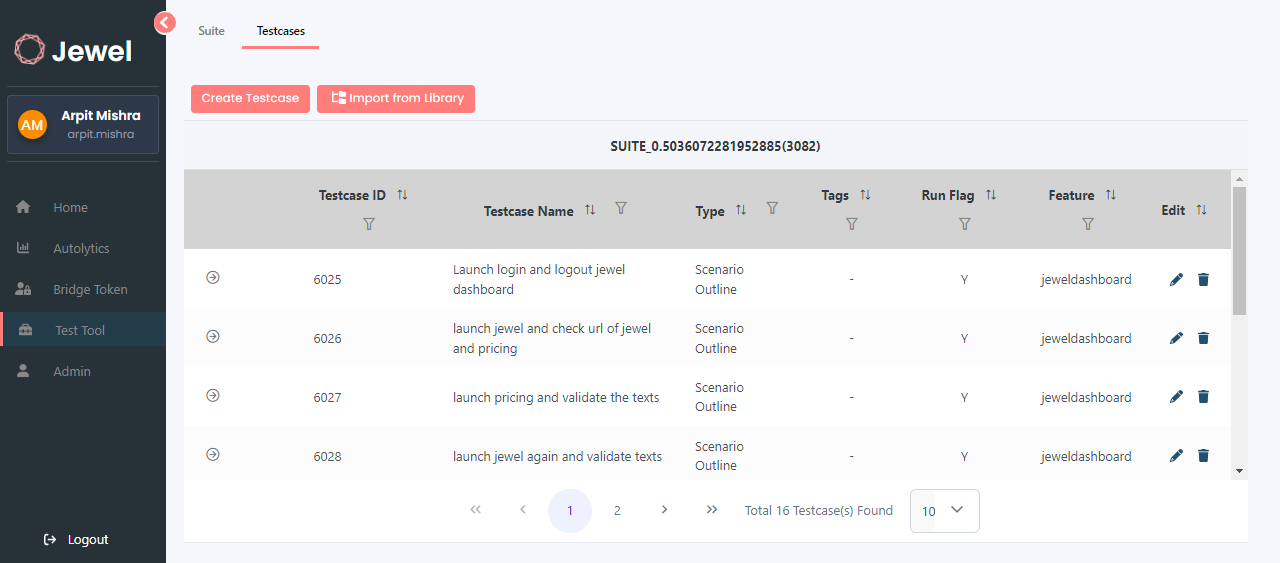 Jewel
AM
Arpit Mishra
arpit.mishra
Home
Autolytics
Bridge Token
Test Tool
Admin
Logout
Suite
Testcases
Create Testcase
Import from Library
SUITE_0.5036072281952885(3082)
Testcase ID
Testcase Name
Type
Tags
Run Flag
Feature
Edit
6025
Launch login and logout jewel
dashboard
Scenario
Outline
-
Y
jeweldashboard
6026
launch jewel and check url of jewel
and pricing
Scenario
Outline
-
Y
jeweldashboard
6027
launch pricing and validate the texts
Scenario
Outline
-
Y
jeweldashboard
6028
launch jewel again and validate texts
Scenario
Outline
-
Y
jeweldashboard
1
2
Total 16 Testcase(s) Found
10